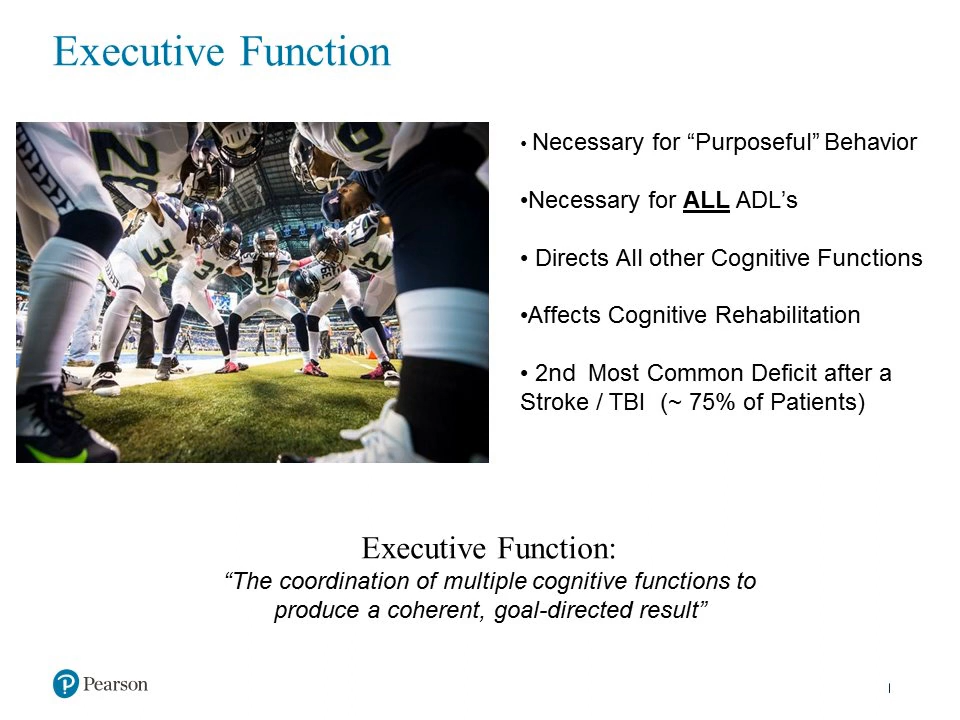 Executive Function
• Necessary for “Purposeful” Behavior
•Necessary for ALL ADL’s
• Directs All other Cognitive Functions
•Affects Cognitive Rehabilitation
• 2nd Most Common Deficit after a
Stroke / TBI (~ 75% of Patients)
25
31
Executive Function:
“The coordination of multiple cognitive functions to
produce a coherent, goal-directed result”
P Pearson